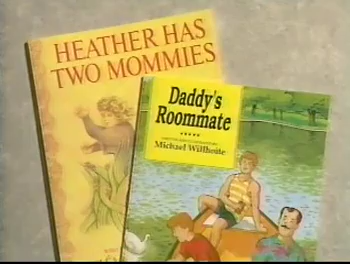 HEATHER HAS
TWO MOMMIES
Daddy's
Roommate
Michael Willhoite